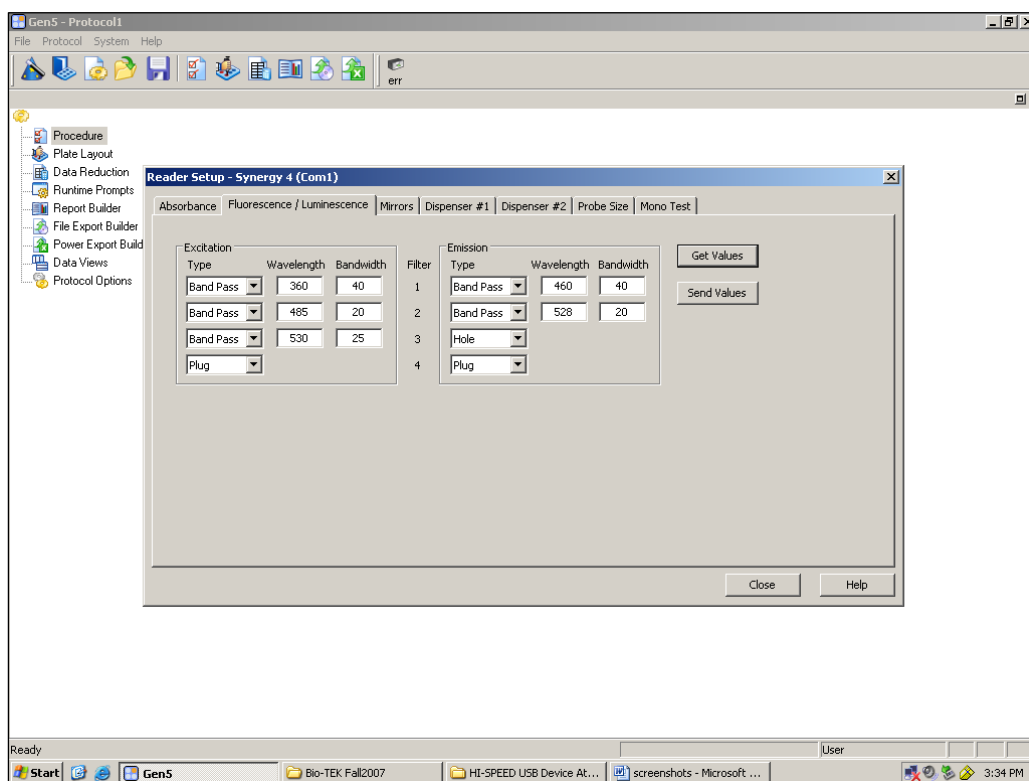 Gen5 - Protocol1
File Protocol System Help
err
Procedure
Plate Layout
Data Reduction
Runtime Prompts
Report Builder
File Export Builder
Power Export Build
Data Views
Protocol Options
Reader Setup - Synergy 4 (Com1)
Absorbance Fluorescence / Luminescence Mirrors Dispenser #1 Dispenser #2 Probe Size Mono Test
Excitation Emission
Type Wavelength Bandwidth Filter Type Wavelength Bandwidth
Band Pass 360 40 1 Band Pass 460 40
Band Pass 485 20 2 Band Pass 528 20
Band Pass 530 25 3 Hole
Plug 4 Plug
Get Values
Send Values
Close Help
Ready User
Start Gen5 Bio-TEK Fall2007 HI-SPEED USB Device At... screenshots - Microsoft ... 3:34 PM